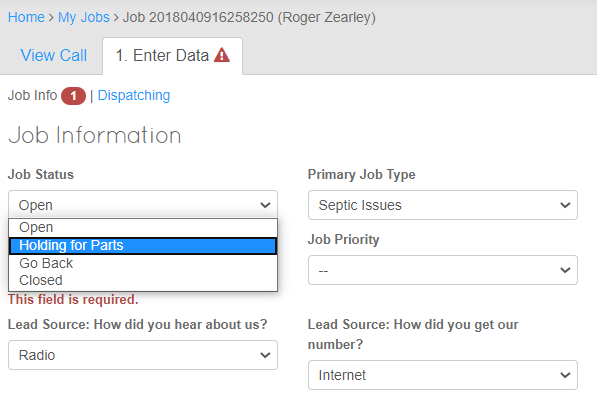 Home > My Jobs > Job 2018040916258250 (Roger Zearley)
View Call
1. Enter Data
Job Info 1 | Dispatching
Job Information
Job Status
Open
Open
Holding for Parts
Go Back
Closed
This field is required.
Primary Job Type
Septic Issues
Job Priority
--
Lead Source: How did you hear about us?
Radio
Lead Source: How did you get our
number?
Internet